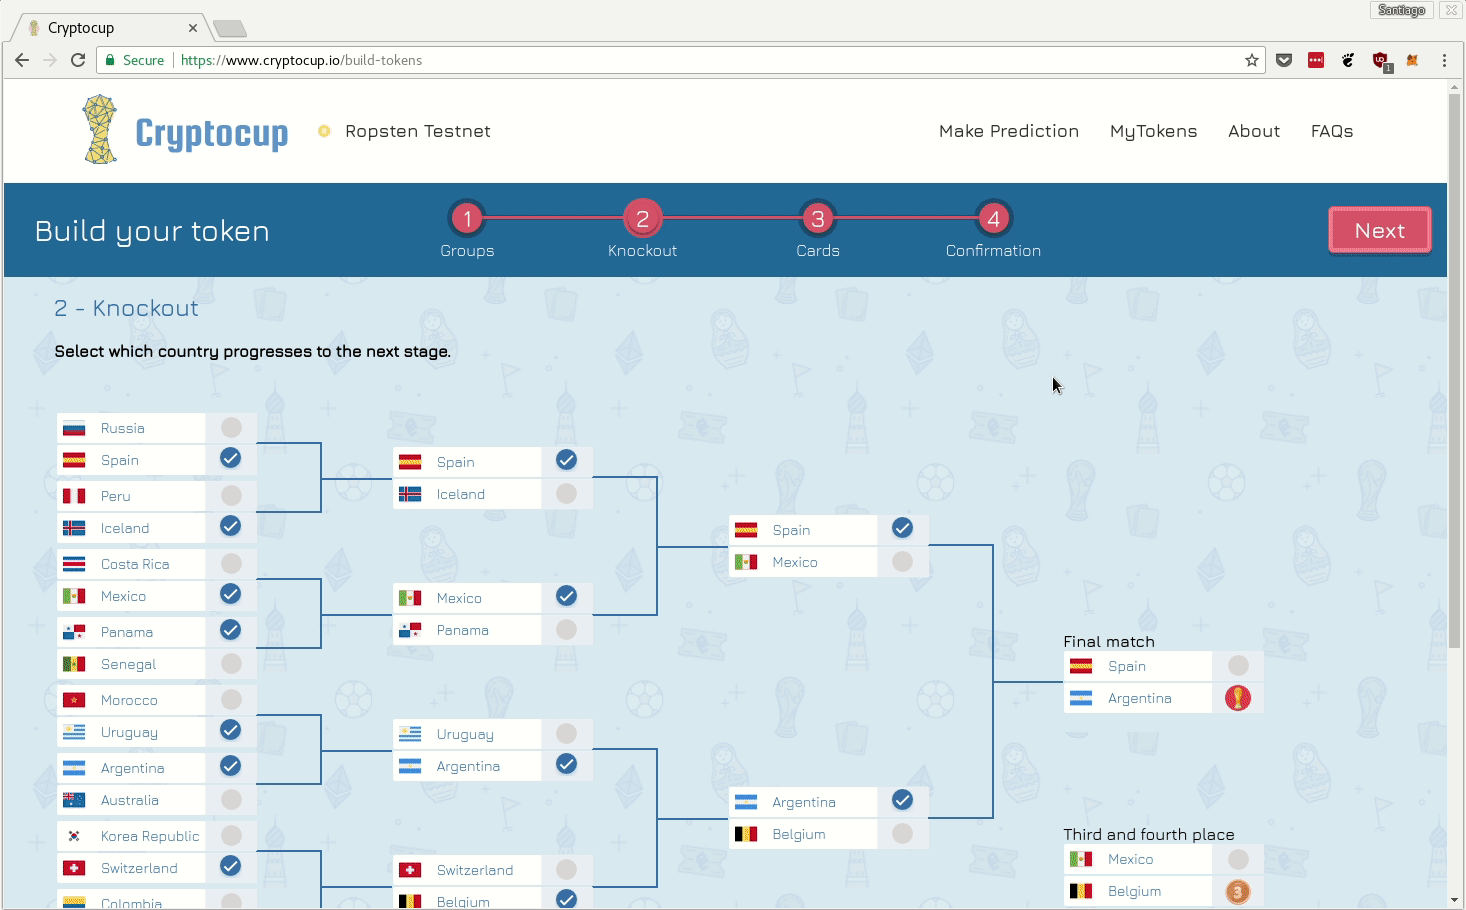 Santiago
Cryptocup
Secure https://www.cryptocup.io/build-tokens
1
Cryptocup Ropsten Testnet Make Prediction MyTokens About FAQs
Build your token
1 2 3 4
Groups Knockout Cards Confirmation
Next
2 - Knockout
Select which country progresses to the next stage.
Russia
Spain
Peru
Iceland
Costa Rica
Mexico
Panama
Senegal
Morocco
Uruguay
Argentina
Australia
Korea Republic
Switzerland
Colombia
Spain
Iceland
Mexico
Panama
Uruguay
Argentina
Switzerland
Belgium
Spain
Mexico
Argentina
Belgium
Final match
Spain
Argentina
Third and fourth place
Mexico
Belgium
3